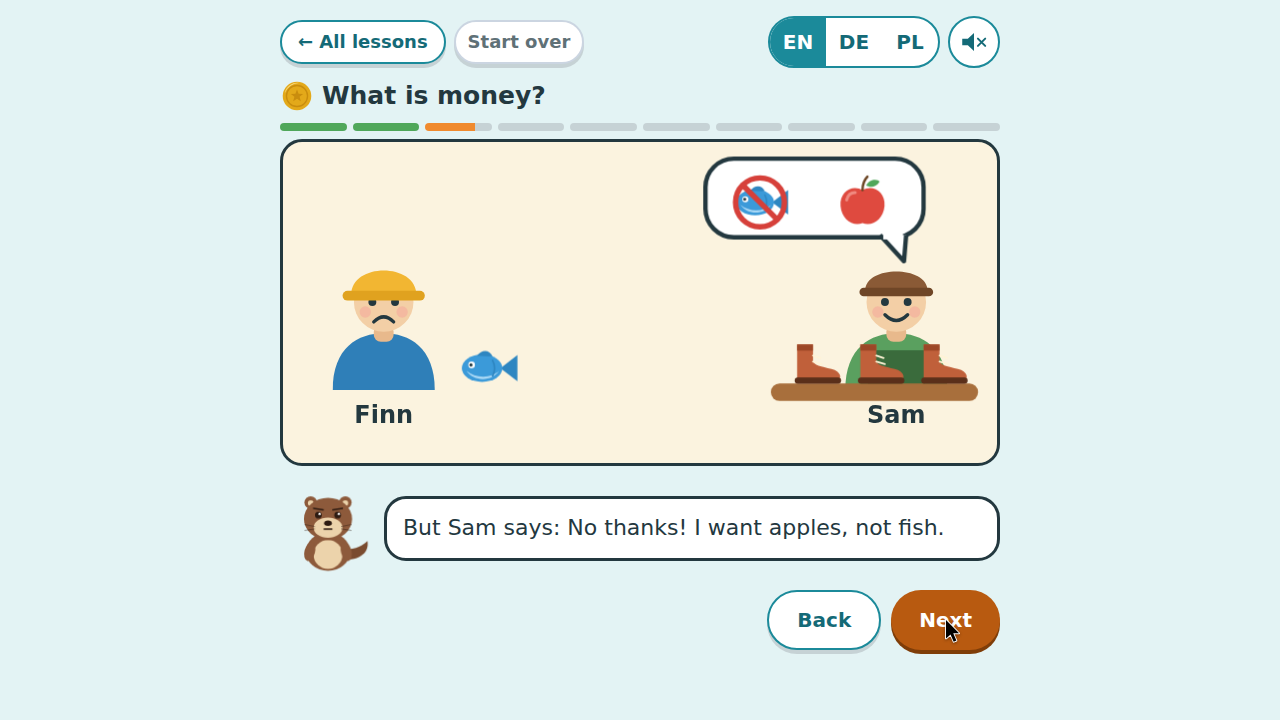 ← All lessons
Start over
EN DE PL
What is money?
Finn
Sam
But Sam says: No thanks! I want apples, not fish.
Back
Next